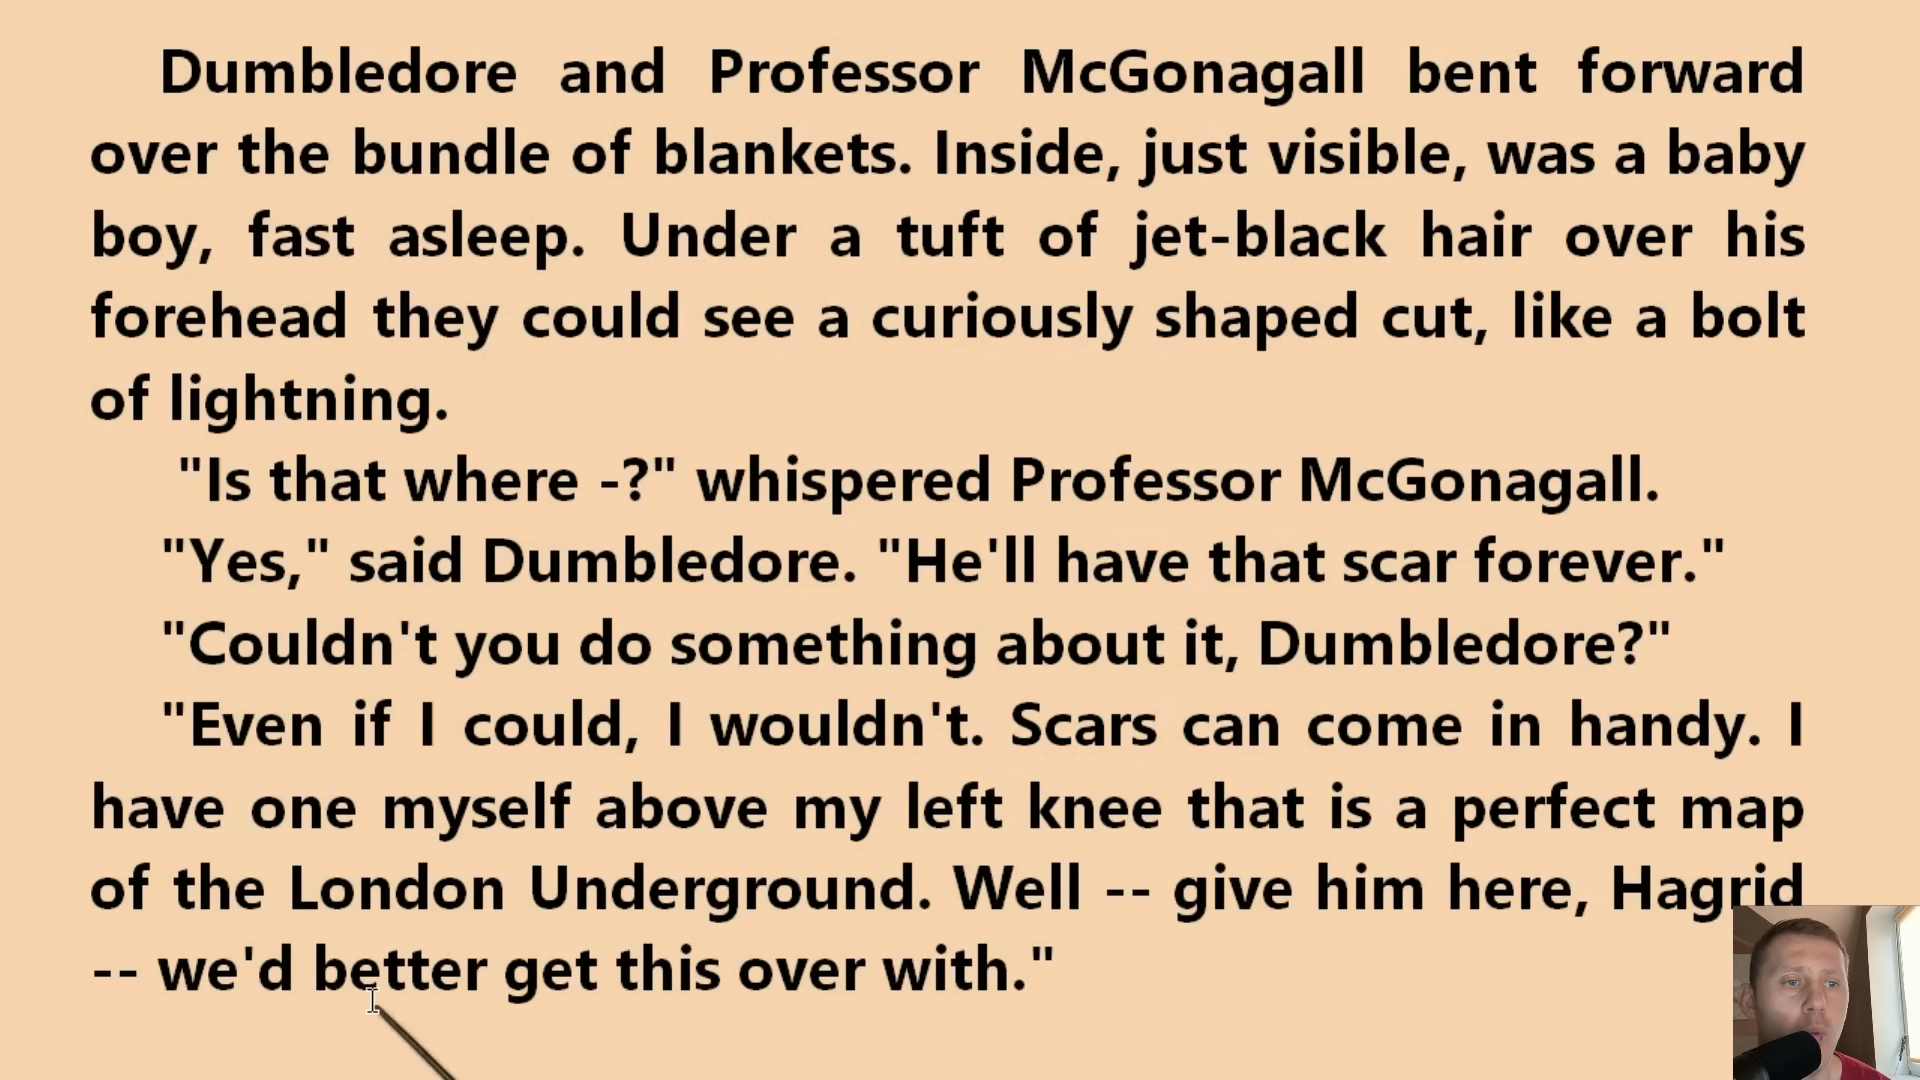 Dumbledore and Professor McGonagall bent forward
over the bundle of blankets. Inside, just visible, was a baby
boy, fast asleep. Under a tuft of jet-black hair over his
forehead they could see a curiously shaped cut, like a bolt
of lightning.
"Is that where -?" whispered Professor McGonagall.
"Yes," said Dumbledore. "He'll have that scar forever."
"Couldn't you do something about it, Dumbledore?"
"Even if I could, I wouldn't. Scars can come in handy. I
have one myself above my left knee that is a perfect map
of the London Underground. Well -- give him here, Hagrid
-- we'd better get this over with."